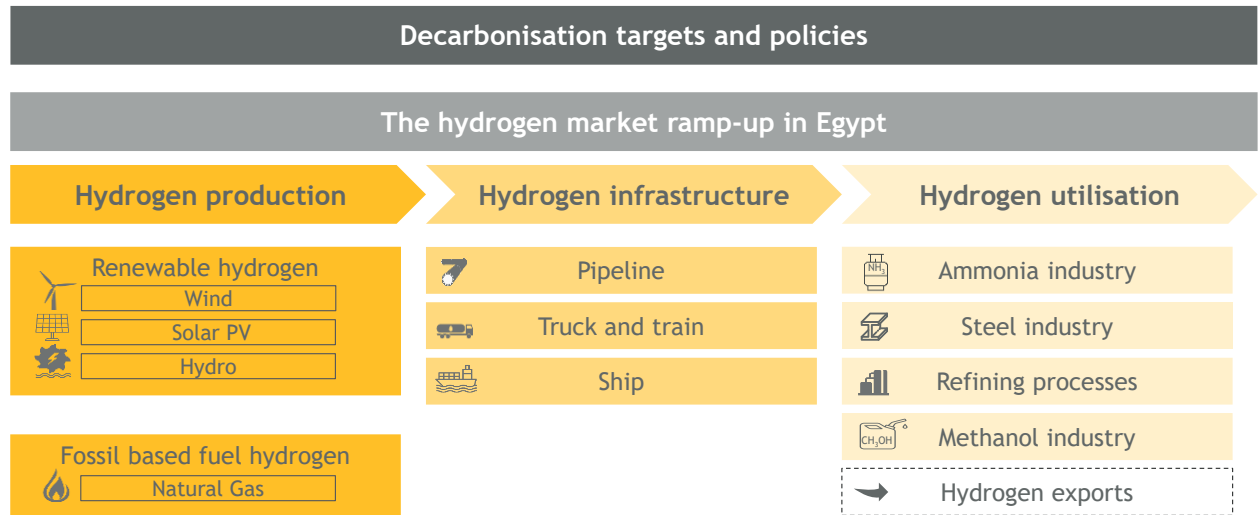 Decarbonisation targets and policies
The hydrogen market ramp-up in Egypt
Hydrogen production
Renewable hydrogen
Wind
Solar PV
Hydro
Fossil based fuel hydrogen
Natural Gas
Hydrogen infrastructure
Pipeline
Truck and train
Ship
Hydrogen utilisation
NH₃
Ammonia industry
Steel industry
Refining processes
CH₃OH
Methanol industry
Hydrogen exports